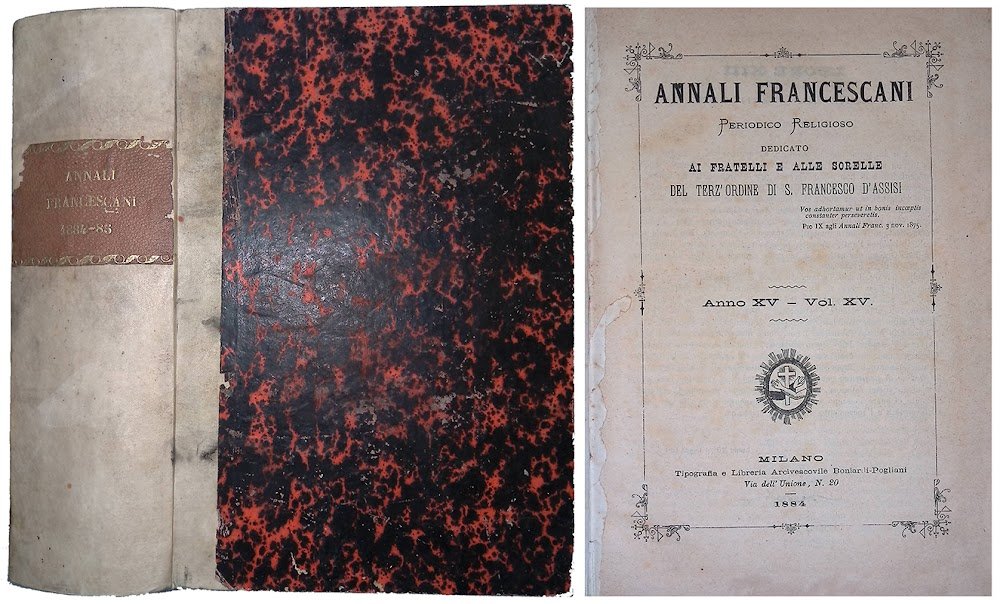 ANNALI
FRANCESCANI
1884-85
ANNALI FRANCESCANI
PERIODICO RELIGIOSO
DEDICATO
AI FRATELLI E ALLE SORELLE
DEL TERZ'ORDINE DI S. FRANCESCO D'ASSISI
Vos adhortamur ut in bonis inceptis
constanter perseveretis.
PIO IX agli Annali Franc. 3 nov. 1875.
Anno XV – Vol. XV.
MILANO
Tipografia e Libreria Arcivescovile Boniardi-Pogliani
Via dell' Unione, N. 20
1884